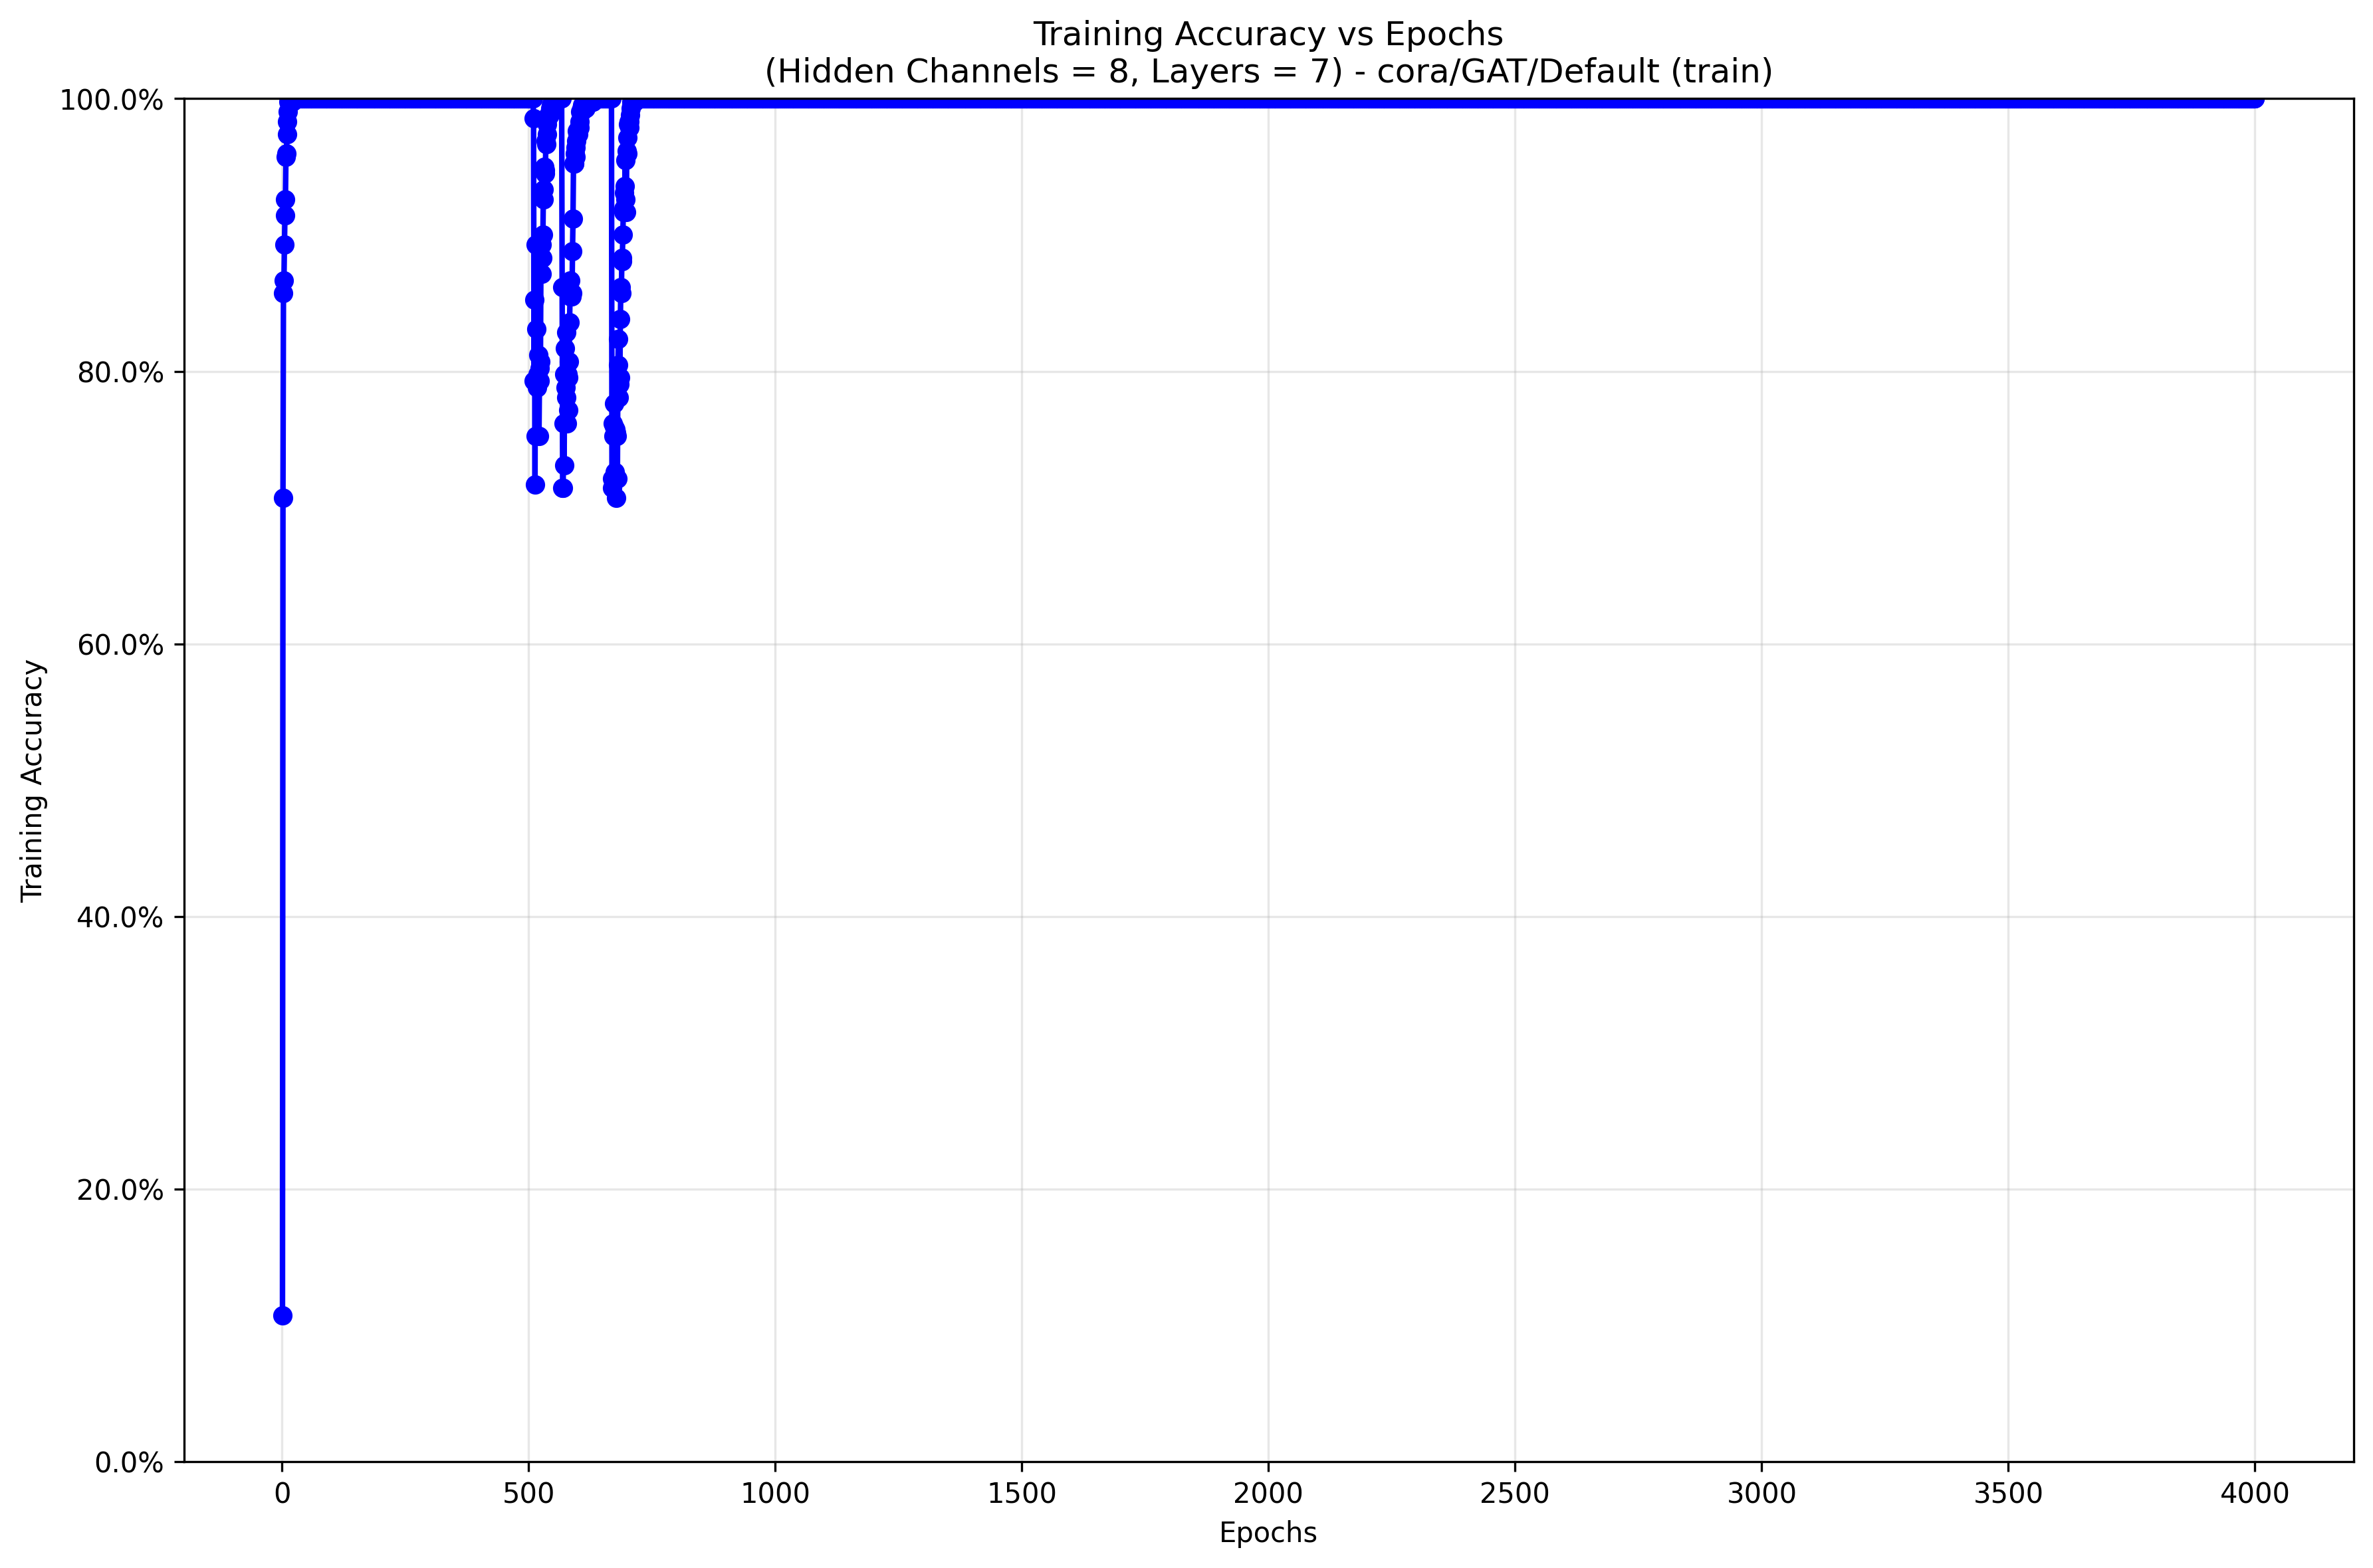 Training Accuracy vs Epochs
(Hidden Channels = 8, Layers = 7) - cora/GAT/Default (train)
100.0%
80.0%
60.0%
40.0%
20.0%
0.0%
Training Accuracy
0 500 1000 1500 2000 2500 3000 3500 4000
Epochs